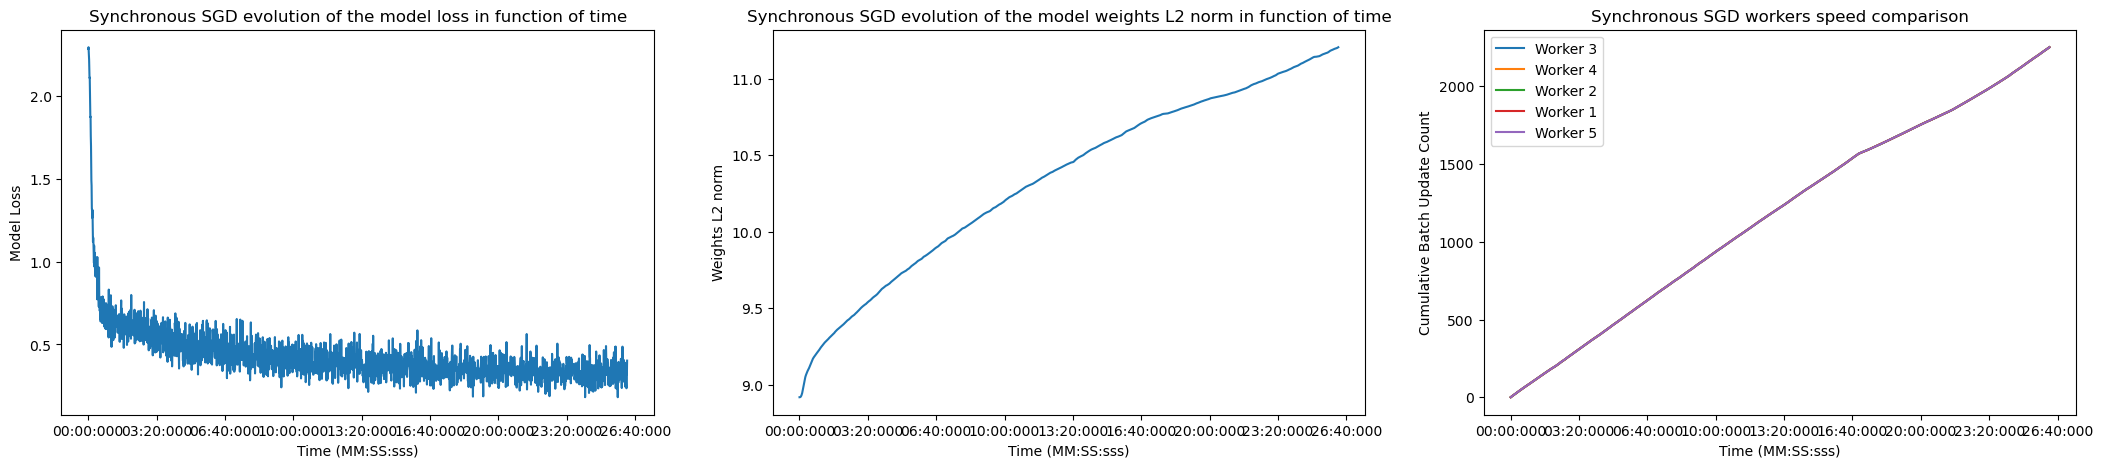 Synchronous SGD evolution of the model loss in function of time
Model Loss
2.0
1.5
1.0
0.5
00:00:000
03:20:000
06:40:000
10:00:000
13:20:000
16:40:000
20:00:000
23:20:000
26:40:000
Time (MM:SS:sss)
Synchronous SGD evolution of the model weights L2 norm in function of time
Weights L2 norm
11.0
10.5
10.0
9.5
9.0
00:00:000
03:20:000
06:40:000
10:00:000
13:20:000
16:40:000
20:00:000
23:20:000
26:40:000
Time (MM:SS:sss)
Synchronous SGD workers speed comparison
Worker 3
Worker 4
Worker 2
Worker 1
Worker 5
Cumulative Batch Update Count
2000
1500
1000
500
0
00:00:000
03:20:000
06:40:000
10:00:000
13:20:000
16:40:000
20:00:000
23:20:000
26:40:000
Time (MM:SS:sss)